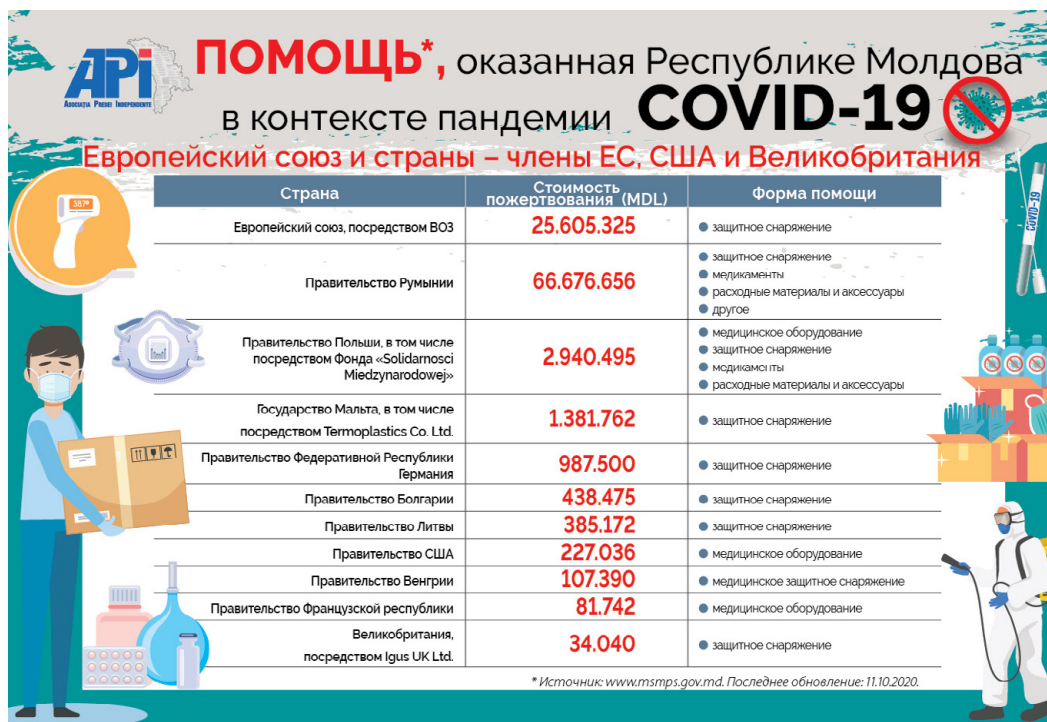 APi
Asociația Presei Independente
ПОМОЩЬ*, оказанная Республике Молдова
в контексте пандемии COVID-19
Европейский союз и страны – члены ЕС, США и Великобритания
387°
COVID-19
Страна
Стоимость
пожертвования (MDL)
Форма помощи
Европейский союз, посредством ВОЗ
25.605.325
защитное снаряжение
Правительство Румынии
66.676.656
защитное снаряжение
медикаменты
расходные материалы и аксессуары
другое
Правительство Польши, в том числе
посредством Фонда «Solidarnosci
Miedzynarodowej»
2.940.495
медицинское оборудование
защитное снаряжение
медикаменты
расходные материалы и аксессуары
Государство Мальта, в том числе
посредством Termoplastics Co. Ltd.
1.381.762
защитное снаряжение
Правительство Федеративной Республики
Германия
987.500
защитное снаряжение
Правительство Болгарии
438.475
защитное снаряжение
Правительство Литвы
385.172
защитное снаряжение
Правительство США
227.036
медицинское оборудование
Правительство Венгрии
107.390
медицинское защитное снаряжение
Правительство Французской республики
81.742
медицинское оборудование
Великобритания,
посредством Igus UK Ltd.
34.040
защитное снаряжение
* Источник: www.msmps.gov.md. Последнее обновление: 11.10.2020.